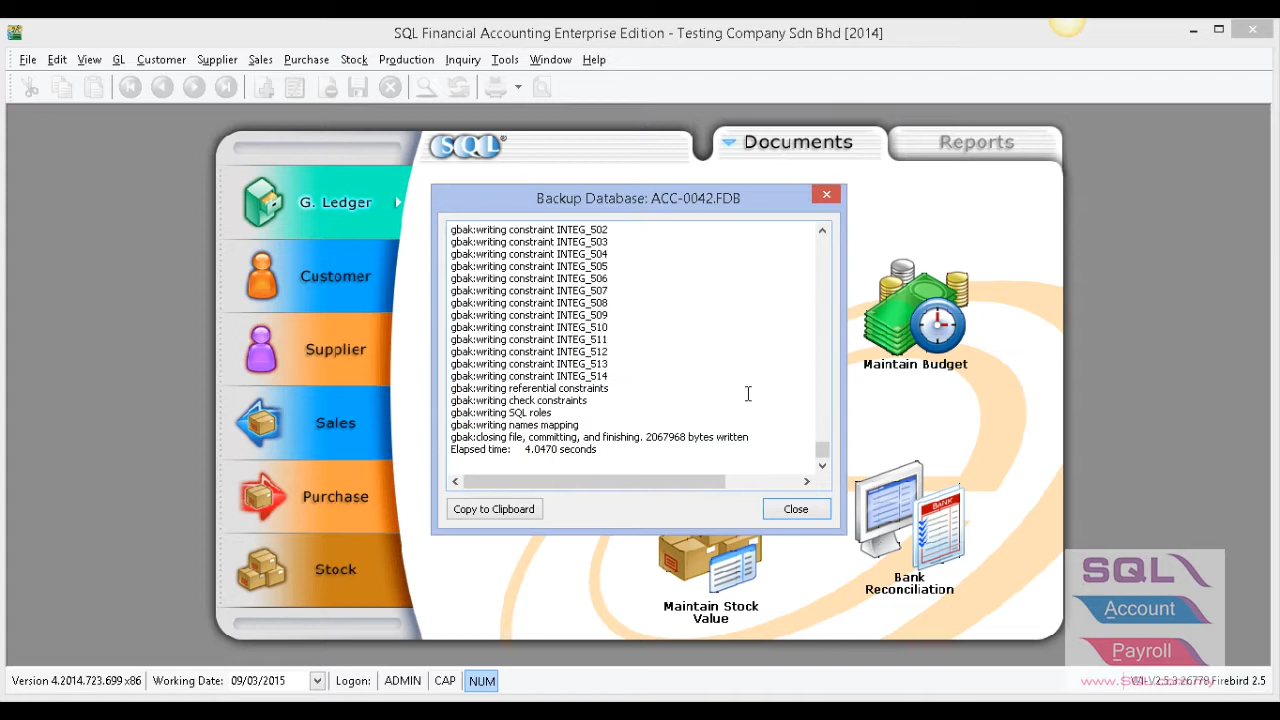 SQL Financial Accounting Enterprise Edition - Testing Company Sdn Bhd [2014]
File Edit View GL Customer Supplier Sales Purchase Stock Production Inquiry Tools Window Help
SQL®
Documents
Reports
G. Ledger
Customer
Supplier
Sales
Purchase
Stock
Backup Database: ACC-0042.FDB
gbak:writing constraint INTEG_502
gbak:writing constraint INTEG_503
gbak:writing constraint INTEG_504
gbak:writing constraint INTEG_505
gbak:writing constraint INTEG_506
gbak:writing constraint INTEG_507
gbak:writing constraint INTEG_508
gbak:writing constraint INTEG_509
gbak:writing constraint INTEG_510
gbak:writing constraint INTEG_511
gbak:writing constraint INTEG_512
gbak:writing constraint INTEG_513
gbak:writing constraint INTEG_514
gbak:writing referential constraints
gbak:writing check constraints
gbak:writing SQL roles
gbak:writing names mapping
gbak:closing file, committing, and finishing. 2067968 bytes written
Elapsed time: 4.0470 seconds
Copy to Clipboard
Close
Maintain Budget
BANK
Bank
Reconciliation
Maintain Stock
Value
SQL
Account
Payroll
Version 4.2014.723.699 x86 Working Date: 09/03/2015 Logon: ADMIN CAP NUM Firebird 2.5